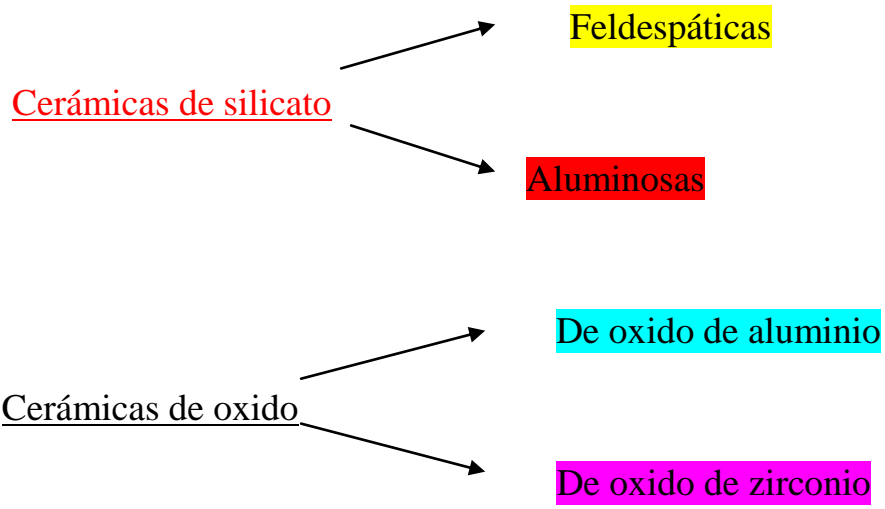 Feldespáticas
Cerámicas de silicato
Aluminosas
De oxido de aluminio
Cerámicas de oxido
De oxido de zirconio